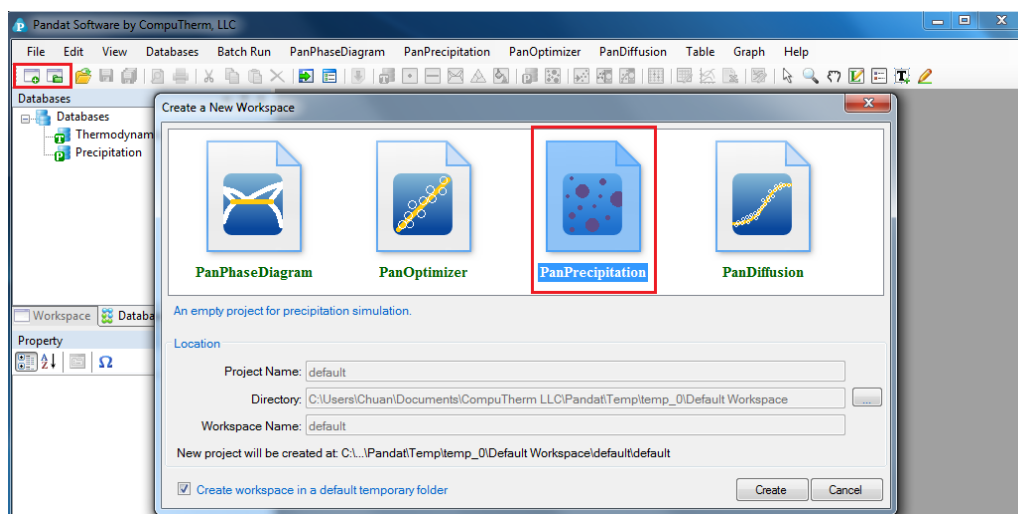 Pandat Software by CompuTherm, LLC
File Edit View Databases Batch Run PanPhaseDiagram PanPrecipitation PanOptimizer PanDiffusion Table Graph Help
Databases
Databases
Thermodynam
Precipitation
Create a New Workspace
PanPhaseDiagram PanOptimizer PanPrecipitation PanDiffusion
An empty project for precipitation simulation.
Location
Project Name: default
Directory: C:\Users\Chuan\Documents\CompuTherm LLC\Pandat\Temp\temp_0\Default Workspace ...
Workspace Name: default
New project will be created at: C:\...\Pandat\Temp\temp_0\Default Workspace\default\default
Create workspace in a default temporary folder
Create Cancel
Workspace Databa
Property